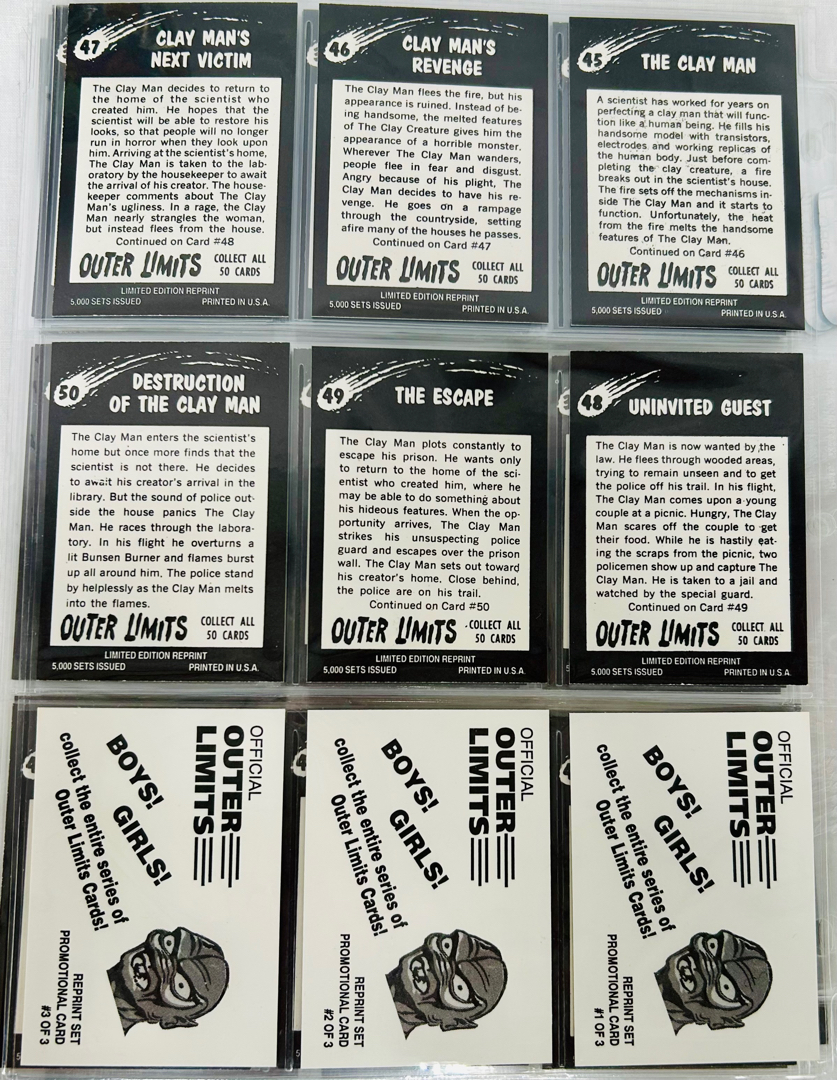 47
CLAY MAN'S
NEXT VICTIM
The Clay Man decides to return to
the home of the scientist who
created him. He hopes that the
scientist will be able to restore his
looks, so that people will no longer
run in horror when they look upon
him. Arriving at the scientist's home,
The Clay Man is taken to the lab-
oratory by the housekeeper to await
the arrival of his creator. The house-
keeper comments about The Clay
Man's ugliness. In a rage, the Clay
Man nearly strangles the woman,
but instead flees from the house.
Continued on Card #48
OUTER LIMITS
COLLECT ALL
50 CARDS
LIMITED EDITION REPRINT
5,000 SETS ISSUED PRINTED IN U.S.A.
46
CLAY MAN'S
REVENGE
The Clay Man flees the fire, but his
appearance is ruined. Instead of be-
ing handsome, the melted features
of The Clay Creature gives him the
appearance of a horrible monster.
Wherever The Clay Man wanders,
people flee in fear and disgust.
Angry because of his plight, The
Clay Man decides to have his re-
venge. He goes on a rampage
through the countryside, setting
afire many of the houses he passes.
Continued on Card #47
OUTER LIMITS
COLLECT ALL
50 CARDS
LIMITED EDITION REPRINT
5,000 SETS ISSUED PRINTED IN U.S.A.
45
THE CLAY MAN
A scientist has worked for years on
perfecting a clay man that will func-
tion like a human being. He fills his
handsome model with transistors,
electrodes and working replicas of
the human body. Just before com-
pleting the clay creature, a fire
breaks out in the scientist's house.
The fire sets off the mechanisms in-
side The Clay Man and it starts to
function. Unfortunately, the heat
from the fire melts the handsome
features of The Clay Man.
Continued on Card #46
OUTER LIMITS
COLLECT ALL
50 CARDS
LIMITED EDITION REPRINT
5,000 SETS ISSUED PRINTED IN U.S.A.
50
DESTRUCTION
OF THE CLAY MAN
The Clay Man enters the scientist's
home but once more finds that the
scientist is not there. He decides
to await his creator's arrival in the
library. But the sound of police out-
side the house panics The Clay
Man. He races through the labora-
tory. In his flight he overturns a
lit Bunsen Burner and flames burst
up all around him. The police stand
by helplessly as the Clay Man melts
into the flames.
OUTER LIMITS
COLLECT ALL
50 CARDS
LIMITED EDITION REPRINT
5,000 SETS ISSUED PRINTED IN U.S.A.
49
THE ESCAPE
The Clay Man plots constantly to
escape his prison. He wants only
to return to the home of the sci-
entist who created him, where he
may be able to do something about
his hideous features. When the op-
portunity arrives, The Clay Man
strikes his unsuspecting police
guard and escapes over the prison
wall. The Clay Man sets out toward
his creator's home. Close behind,
the police are on his trail.
Continued on Card #50
OUTER LIMITS
COLLECT ALL
50 CARDS
LIMITED EDITION REPRINT
5,000 SETS ISSUED PRINTED IN U.S.A.
48
UNINVITED GUEST
The Clay Man is now wanted by the
law. He flees through wooded areas,
trying to remain unseen and to get
the police off his trail. In his flight,
The Clay Man comes upon a young
couple at a picnic. Hungry, The Clay
Man scares off the couple to get
their food. While he is hastily eat-
ing the scraps from the picnic, two
policemen show up and capture The
Clay Man. He is taken to a jail and
watched by the special guard.
Continued on Card #49
OUTER LIMITS
COLLECT ALL
50 CARDS
LIMITED EDITION REPRINT
5,000 SETS ISSUED PRINTED IN U.S.A.
OFFICIAL
OUTER
LIMITS
BOYS! GIRLS!
collect the entire series of
Outer Limits Cards!
REPRINT SET
PROMOTIONAL CARD
#3 OF 3
OFFICIAL
OUTER
LIMITS
BOYS! GIRLS!
collect the entire series of
Outer Limits Cards!
REPRINT SET
PROMOTIONAL CARD
#2 OF 3
OFFICIAL
OUTER
LIMITS
BOYS! GIRLS!
collect the entire series of
Outer Limits Cards!
REPRINT SET
PROMOTIONAL CARD
#1 OF 3